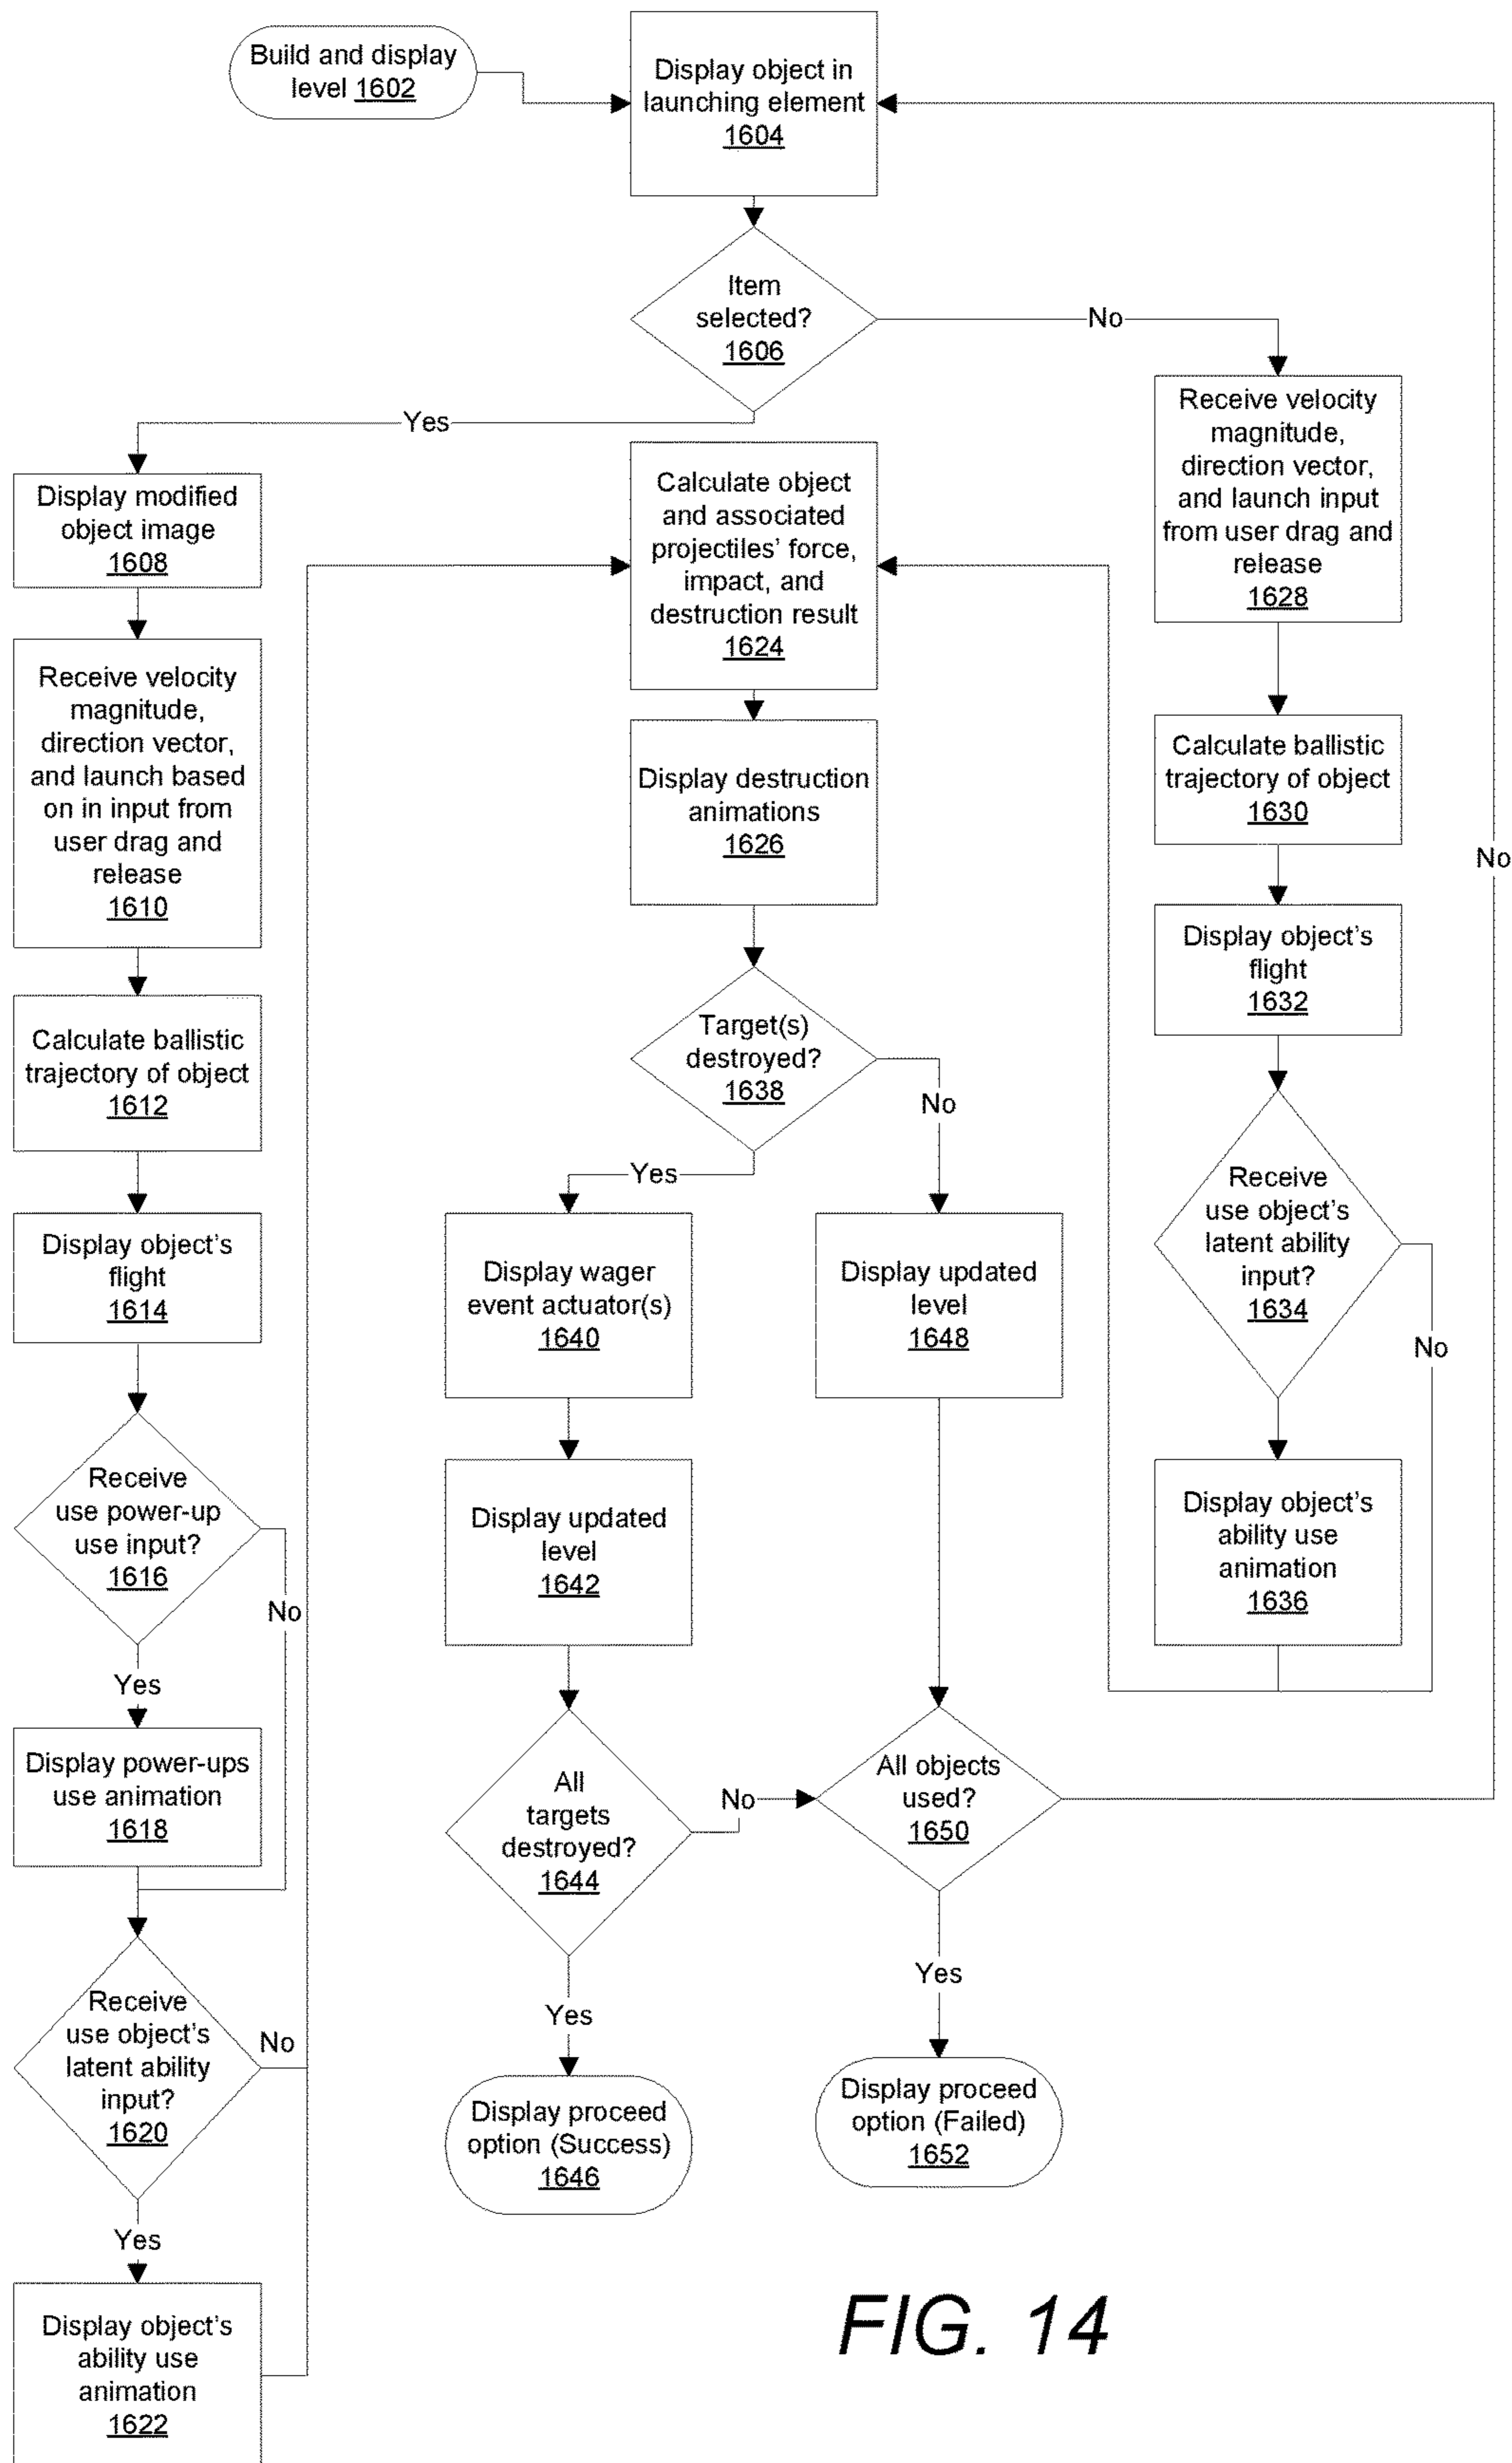 Build and display
level 1602
Display object in
launching element
1604
Item
selected?
1606
No
Yes
Display modified
object image
1608
Receive velocity
magnitude,
direction vector,
and launch based
on in input from
user drag and
release
1610
Calculate ballistic
trajectory of object
1612
Display object's
flight
1614
Receive
use power-up
use input?
1616
No
Yes
Display power-ups
use animation
1618
Receive
use object's
latent ability
input?
1620
No
Yes
Display object's
ability use
animation
1622
Calculate object
and associated
projectiles' force,
impact, and
destruction result
1624
Display destruction
animations
1626
Target(s)
destroyed?
1638
No
Yes
Display wager
event actuator(s)
1640
Display updated
level
1642
All
targets
destroyed?
1644
No
Yes
Display proceed
option (Success)
1646
Display updated
level
1648
All objects
used?
1650
Yes
Display proceed
option (Failed)
1652
Receive velocity
magnitude,
direction vector,
and launch input
from user drag and
release
1628
Calculate ballistic
trajectory of object
1630
Display object's
flight
1632
Receive
use object's
latent ability
input?
1634
No
Display object's
ability use
animation
1636
No
FIG. 14